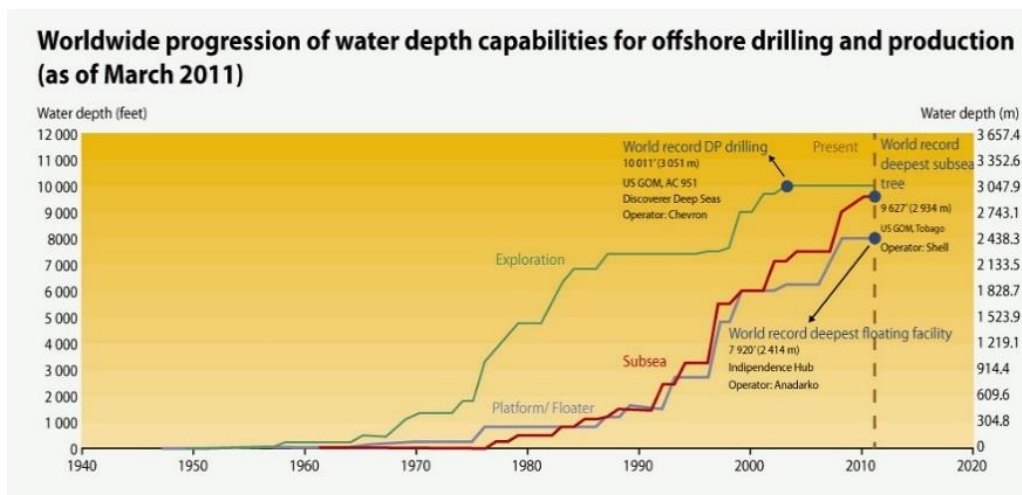 Worldwide progression of water depth capabilities for offshore drilling and production
(as of March 2011)
Water depth (feet)
Water depth (m)
12 000
11 000
10 000
9 000
8000
7 000
6 000
5 000
4 000
3 000
2 000
1 000
0
3 657.4
3 352.6
3 047.9
2 743.1
2 438.3
2 133.5
1 828.7
1 523.9
1 219.1
914.4
609.6
304.8
0
World record DP drilling
10 011' (3 051 m)
US GOM, AC 951
Discoverer Deep Seas
Operator: Chevron
Present
World record
deepest subsea
tree
9 627' (2 934 m)
US GOM, Tobago
Operator: Shell
Exploration
World record deepest floating facility
7 920' (2 414 m)
Indipendence Hub
Operator: Anadarko
Subsea
Platform/ Floater
1940
1950
1960
1970
1980
1990
2000
2010
2020